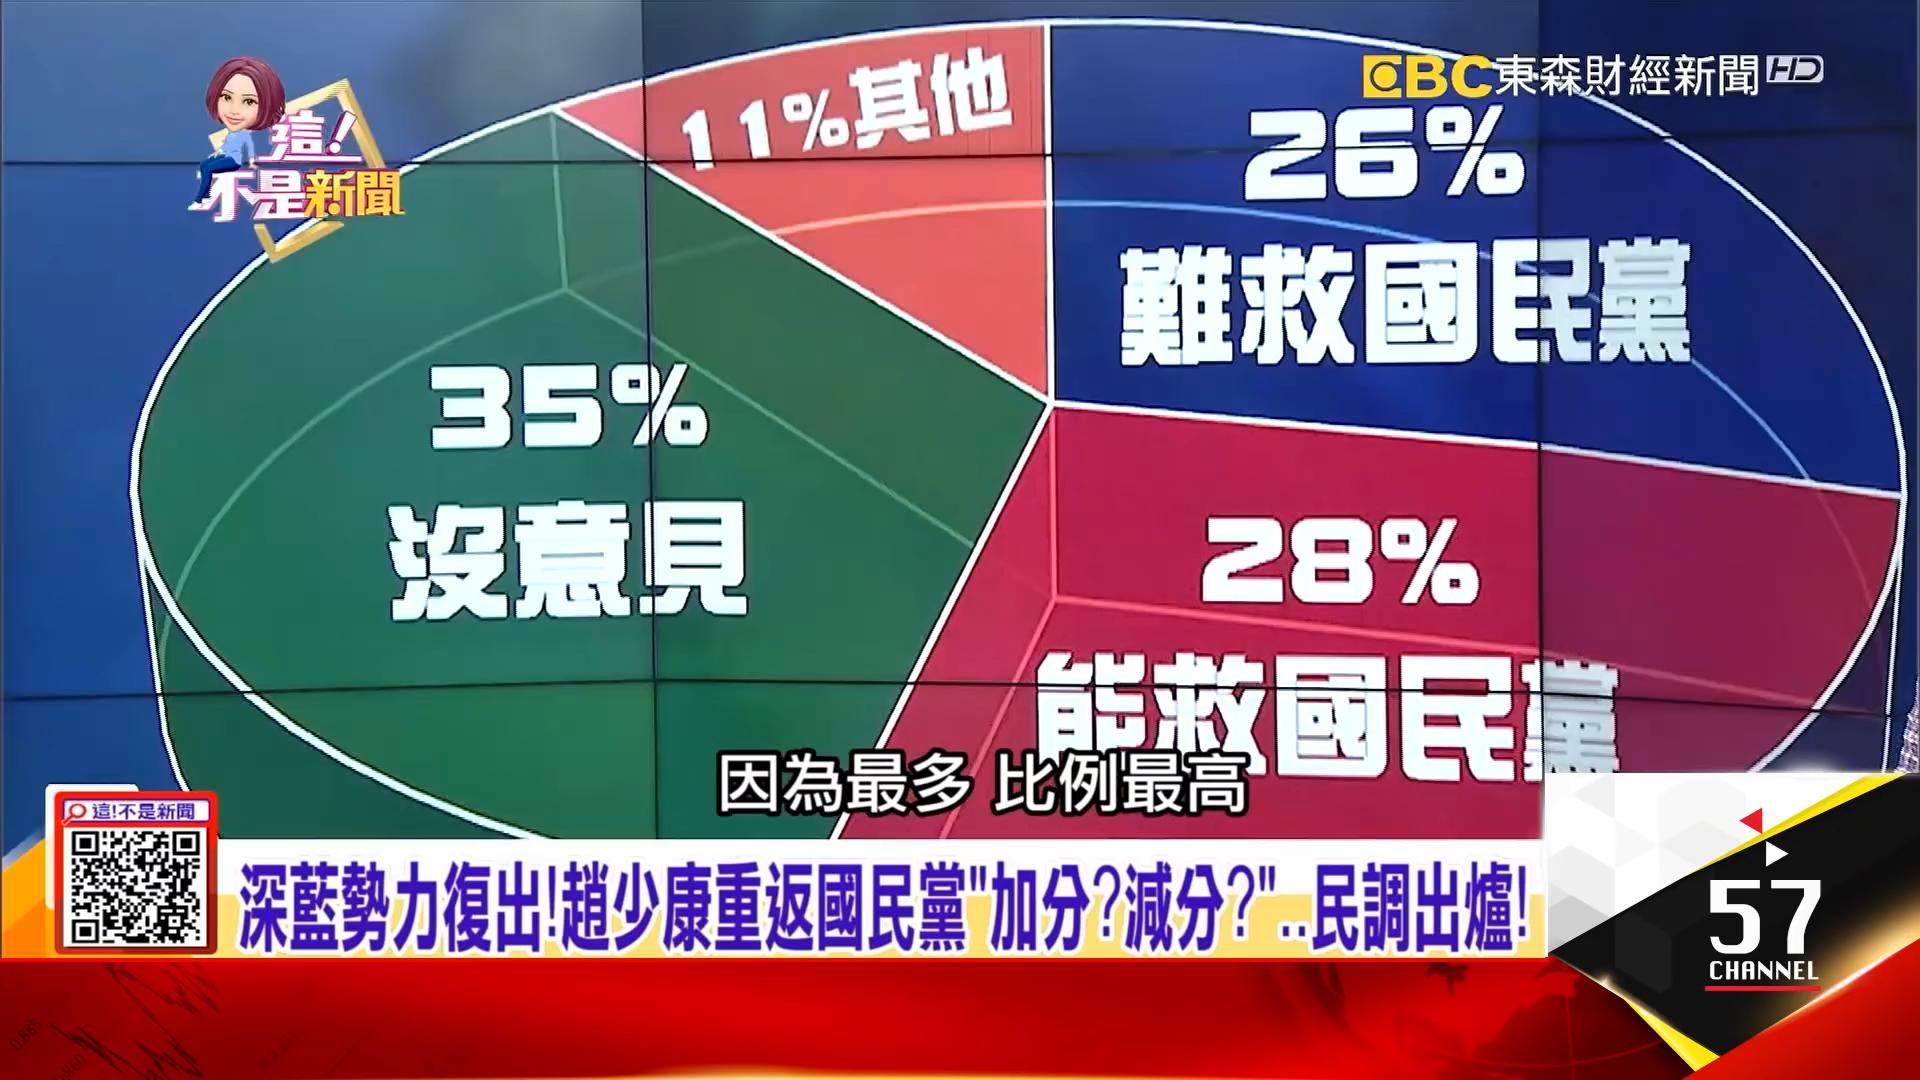 這!
不是新聞
EBC東森財經新聞HD
11%其他
26%
難救國民黨
35%
沒意見
28%
能救國民黨
因為最多 比例最高
這!不是新聞
深藍勢力復出!趙少康重返國民黨"加分?減分?"..民調出爐!
57
CHANNEL